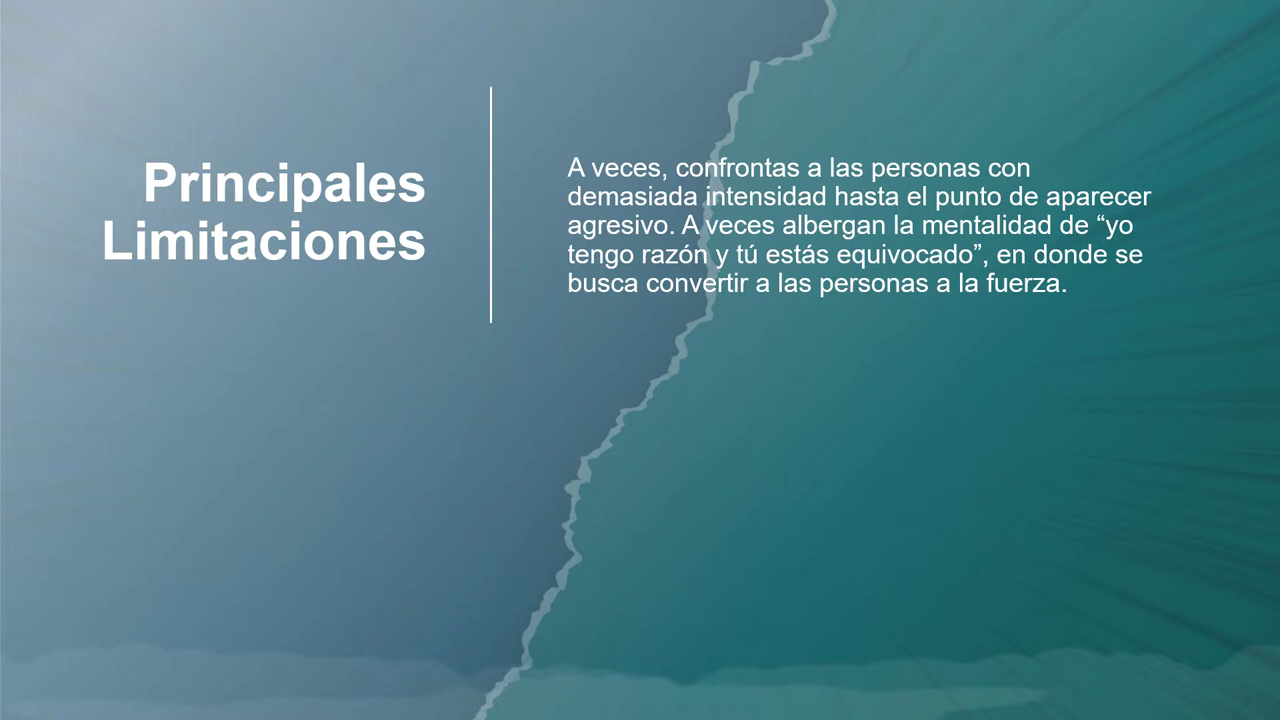 Principales
Limitaciones
A veces, confrontas a las personas con
demasiada intensidad hasta el punto de aparecer
agresivo. A veces albergan la mentalidad de “yo
tengo razón y tú estás equivocado”, en donde se
busca convertir a las personas a la fuerza.